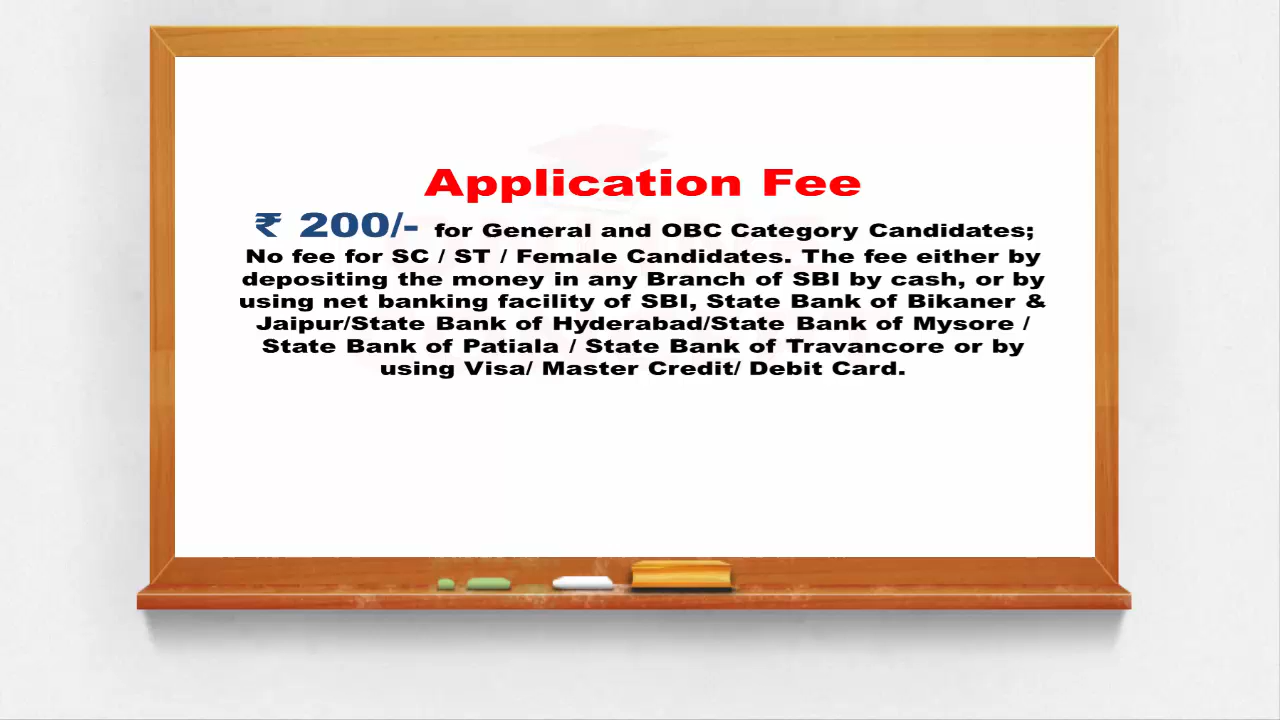 Application Fee
₹ 200/- for General and OBC Category Candidates;
No fee for SC / ST / Female Candidates. The fee either by
depositing the money in any Branch of SBI by cash, or by
using net banking facility of SBI, State Bank of Bikaner &
Jaipur/State Bank of Hyderabad/State Bank of Mysore /
State Bank of Patiala / State Bank of Travancore or by
using Visa/ Master Credit/ Debit Card.